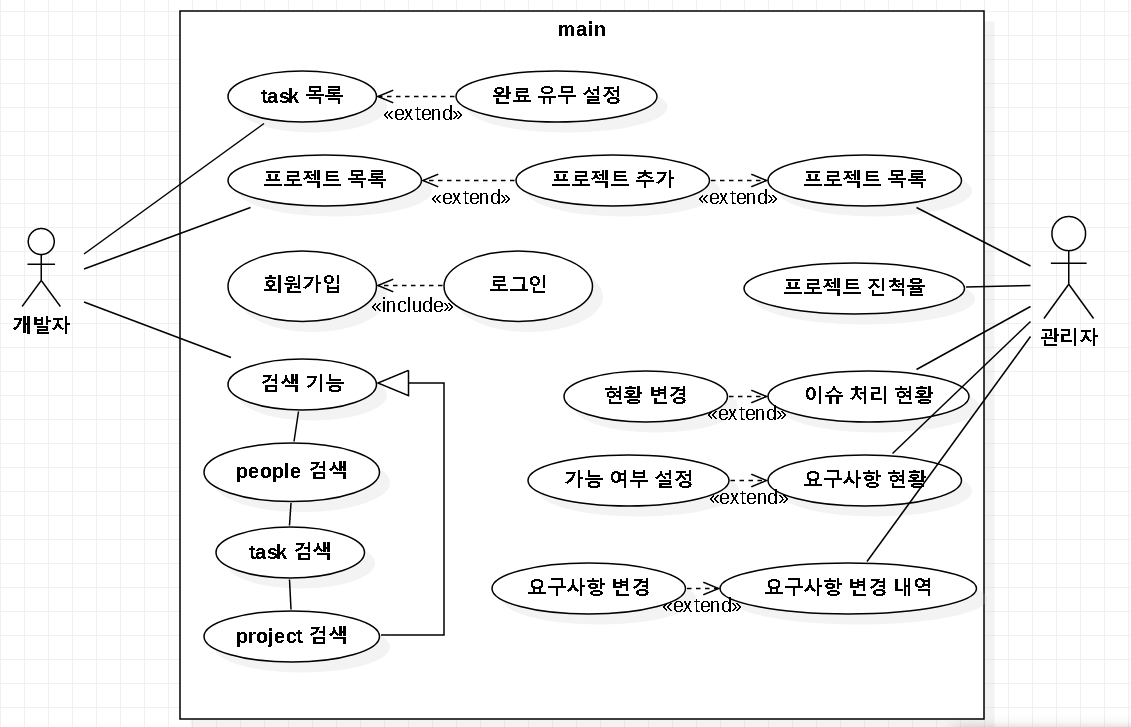 main
task 목록
완료 유무 설정
«extend»
프로젝트 목록
프로젝트 추가
프로젝트 목록
«extend»
«extend»
회원가입
로그인
«include»
프로젝트 진척율
개발자
관리자
검색 기능
현황 변경
이슈 처리 현황
«extend»
people 검색
가능 여부 설정
요구사항 현황
«extend»
task 검색
요구사항 변경
요구사항 변경 내역
«extend»
project 검색